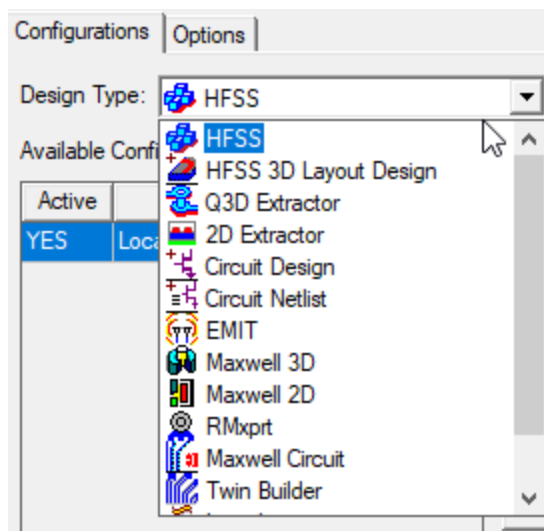 Configurations Options
Design Type: HFSS
HFSS
Available Confi
HFSS 3D Layout Design
Active
Q3D Extractor
YES Loca
2D Extractor
Circuit Design
Circuit Netlist
EMIT
Maxwell 3D
Maxwell 2D
RMxprt
Maxwell Circuit
Twin Builder